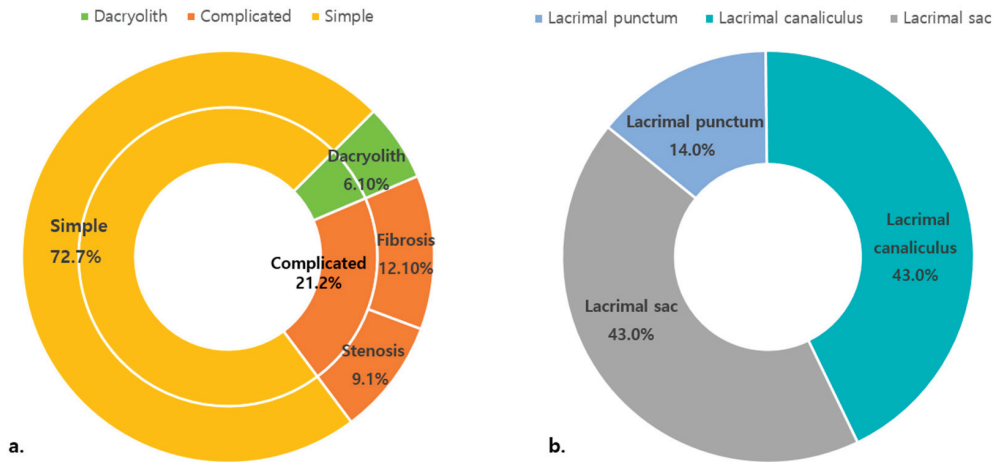 Dacryolith Complicated Simple
Dacryolith
6.10%
Simple
72.7%
Fibrosis
12.10%
Complicated
21.2%
Stenosis
9.1%
a.
Lacrimal punctum Lacrimal canaliculus Lacrimal sac
Lacrimal punctum
14.0%
Lacrimal
canaliculus
43.0%
Lacrimal sac
43.0%
b.